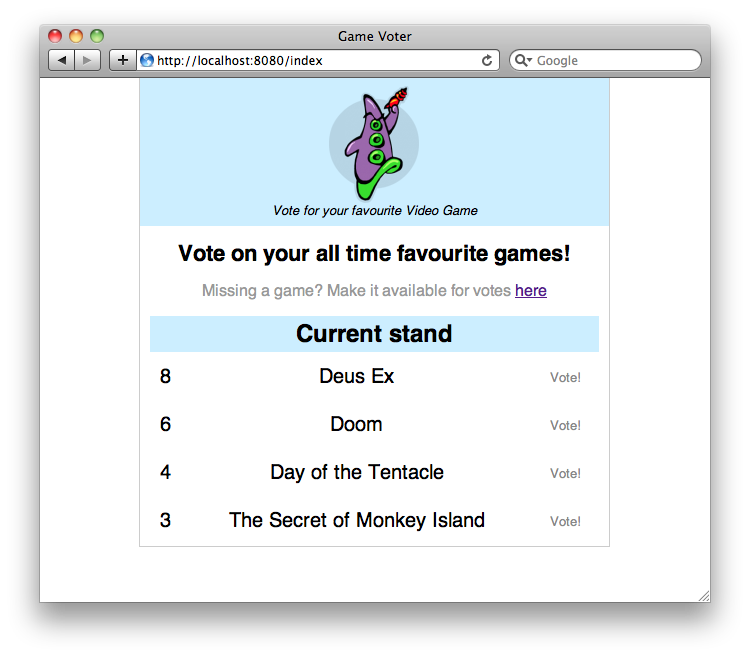 Game Voter
http://localhost:8080/index
Google
Vote for your favourite Video Game
Vote on your all time favourite games!
Missing a game? Make it available for votes here
Current stand
8 Deus Ex Vote!
6 Doom Vote!
4 Day of the Tentacle Vote!
3 The Secret of Monkey Island Vote!